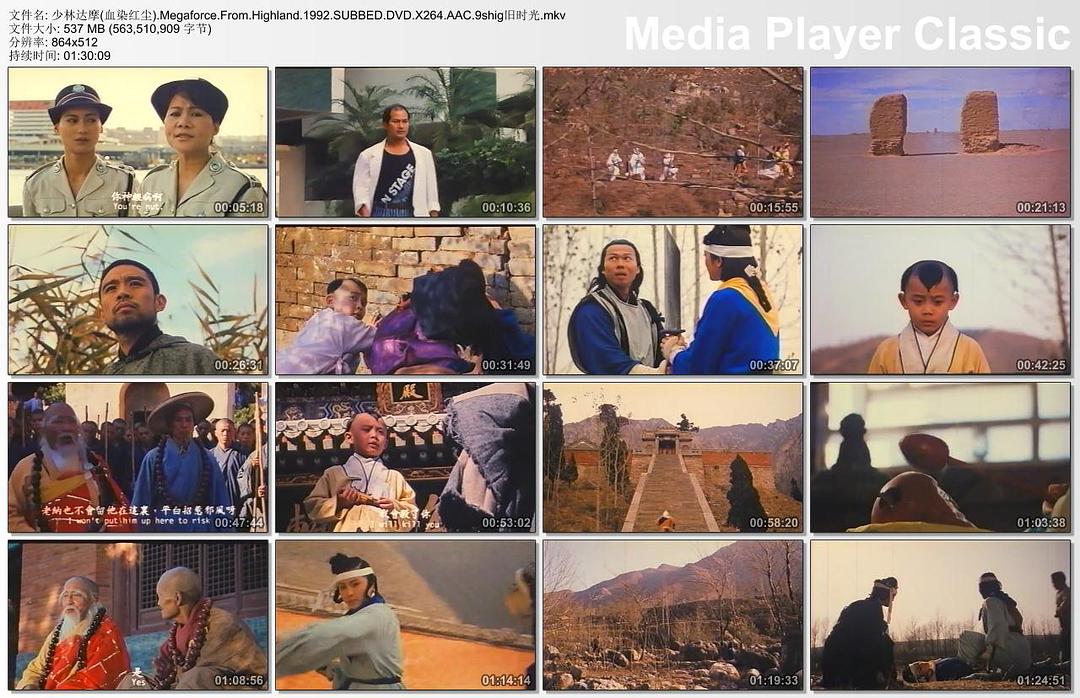 文件名: 少林达摩(血染红尘).Megaforce.From.Highland.1992.SUBBED.DVD.X264.AAC.9shig旧时光.mkv
文件大小: 537 MB (563,510,909 字节)
分辨率: 864x512
持续时间: 01:30:09
Media Player Classic
你神經病啊
You're nut.
00:05:18
00:10:36
00:15:55
00:21:13
00:26:31
00:31:49
00:37:07
00:42:25
老衲也不會留他在這裏，平白招惹邪風呀
I won't put him up here to risk
00:47:44
I will kill you
00:53:02
00:58:20
01:03:38
是
Yes
01:08:56
01:14:14
01:19:33
01:24:51